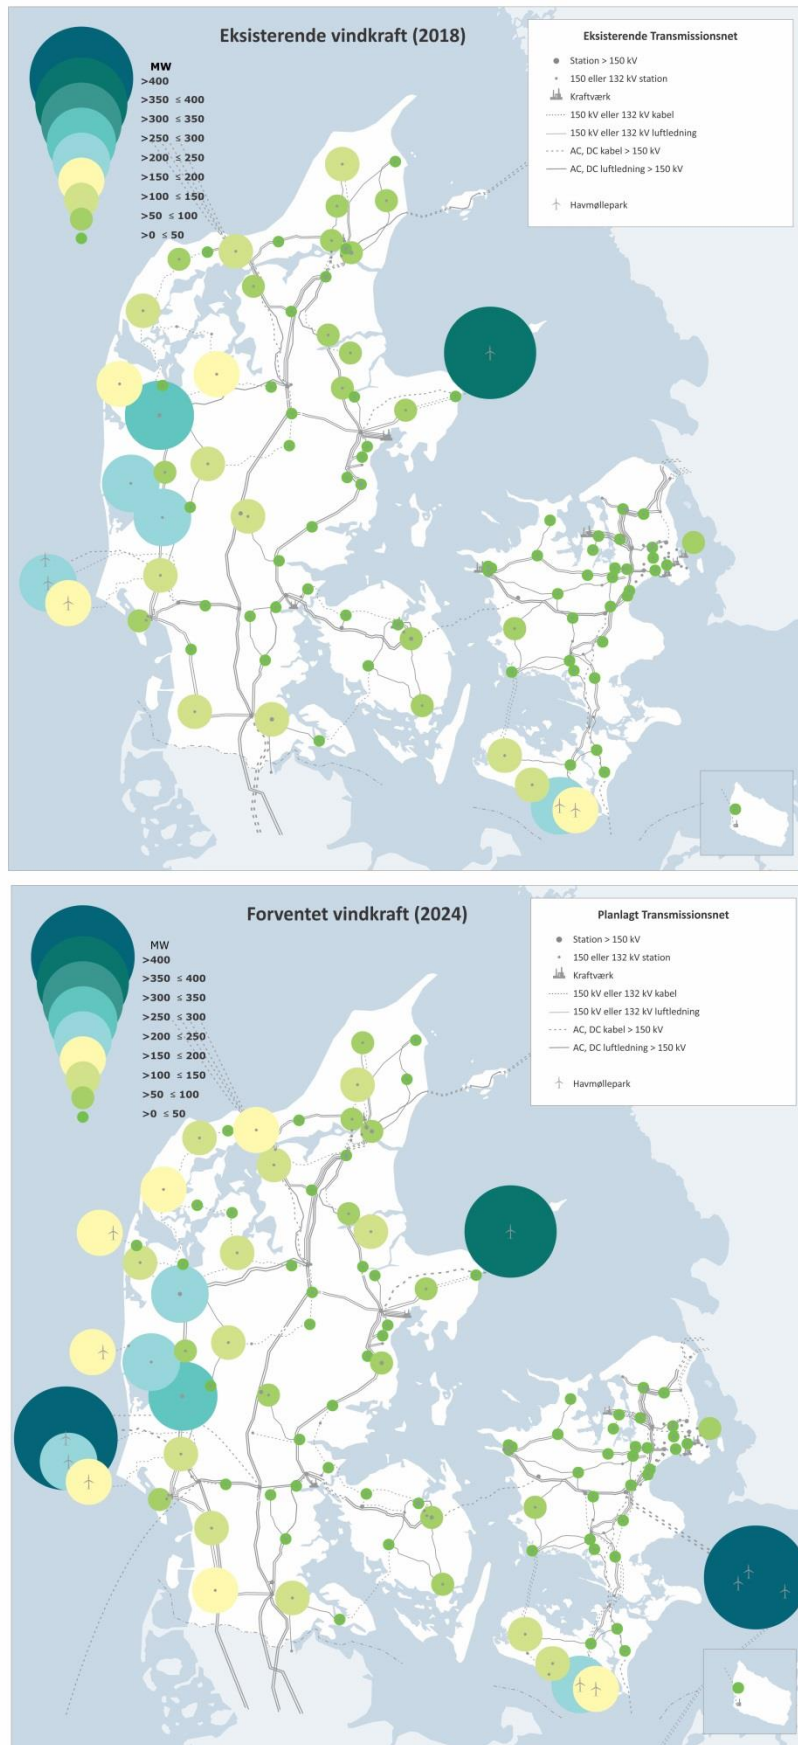 Eksisterende vindkraft (2018)
MW
>400
>350 ≤ 400
>300 ≤ 350
>250 ≤ 300
>200 ≤ 250
>150 ≤ 200
>100 ≤ 150
>50 ≤ 100
>0 ≤ 50
Eksisterende Transmissionsnet
Station > 150 kV
150 eller 132 kV station
Kraftværk
150 kV eller 132 kV kabel
150 kV eller 132 kV luftledning
AC, DC kabel > 150 kV
AC, DC luftledning > 150 kV
Havmøllepark
Forventet vindkraft (2024)
MW
>400
>350 ≤ 400
>300 ≤ 350
>250 ≤ 300
>200 ≤ 250
>150 ≤ 200
>100 ≤ 150
>50 ≤ 100
>0 ≤ 50
Planlagt Transmissionsnet
Station > 150 kV
150 eller 132 kV station
Kraftværk
150 kV eller 132 kV kabel
150 kV eller 132 kV luftledning
AC, DC kabel > 150 kV
AC, DC luftledning > 150 kV
Havmøllepark